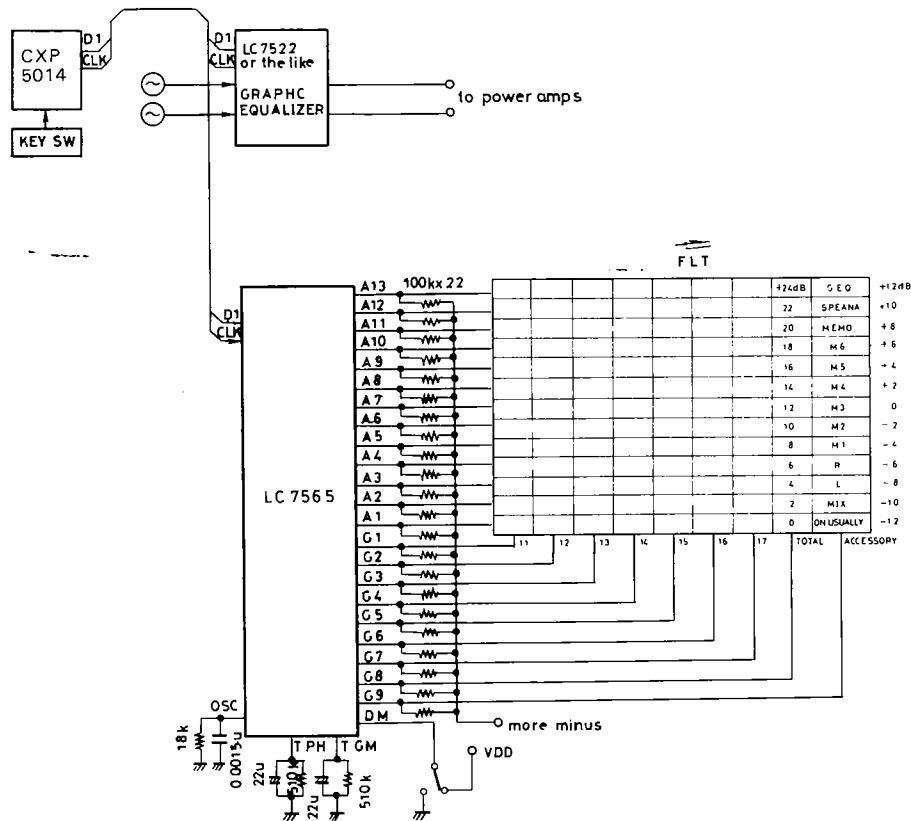 CXP
5014
D1
CLK
KEY SW
D1
CLK
LC7522
or the like
GRAPHC
EQUALIZER
to power amps
FLT
D1
CLK
LC7565
A13
A12
A11
A10
A9
A8
A7
A6
A5
A4
A3
A2
A1
G1
G2
G3
G4
G5
G6
G7
G8
G9
DM
100kx22
+24dB G E Q +12dB
22 SPEANA +10
20 MEMO +8
18 M6 +6
16 M5 +4
14 M4 +2
12 M3 0
10 M2 -2
8 M1 -4
6 R -6
4 L -8
2 MIX -10
0 ON USUALLY -12
11 12 13 14 15 16 17 TOTAL ACCESSORY
more minus
VDD
OSC
18k
0.0015u
T PH T GM
22u
510k
22u
510k